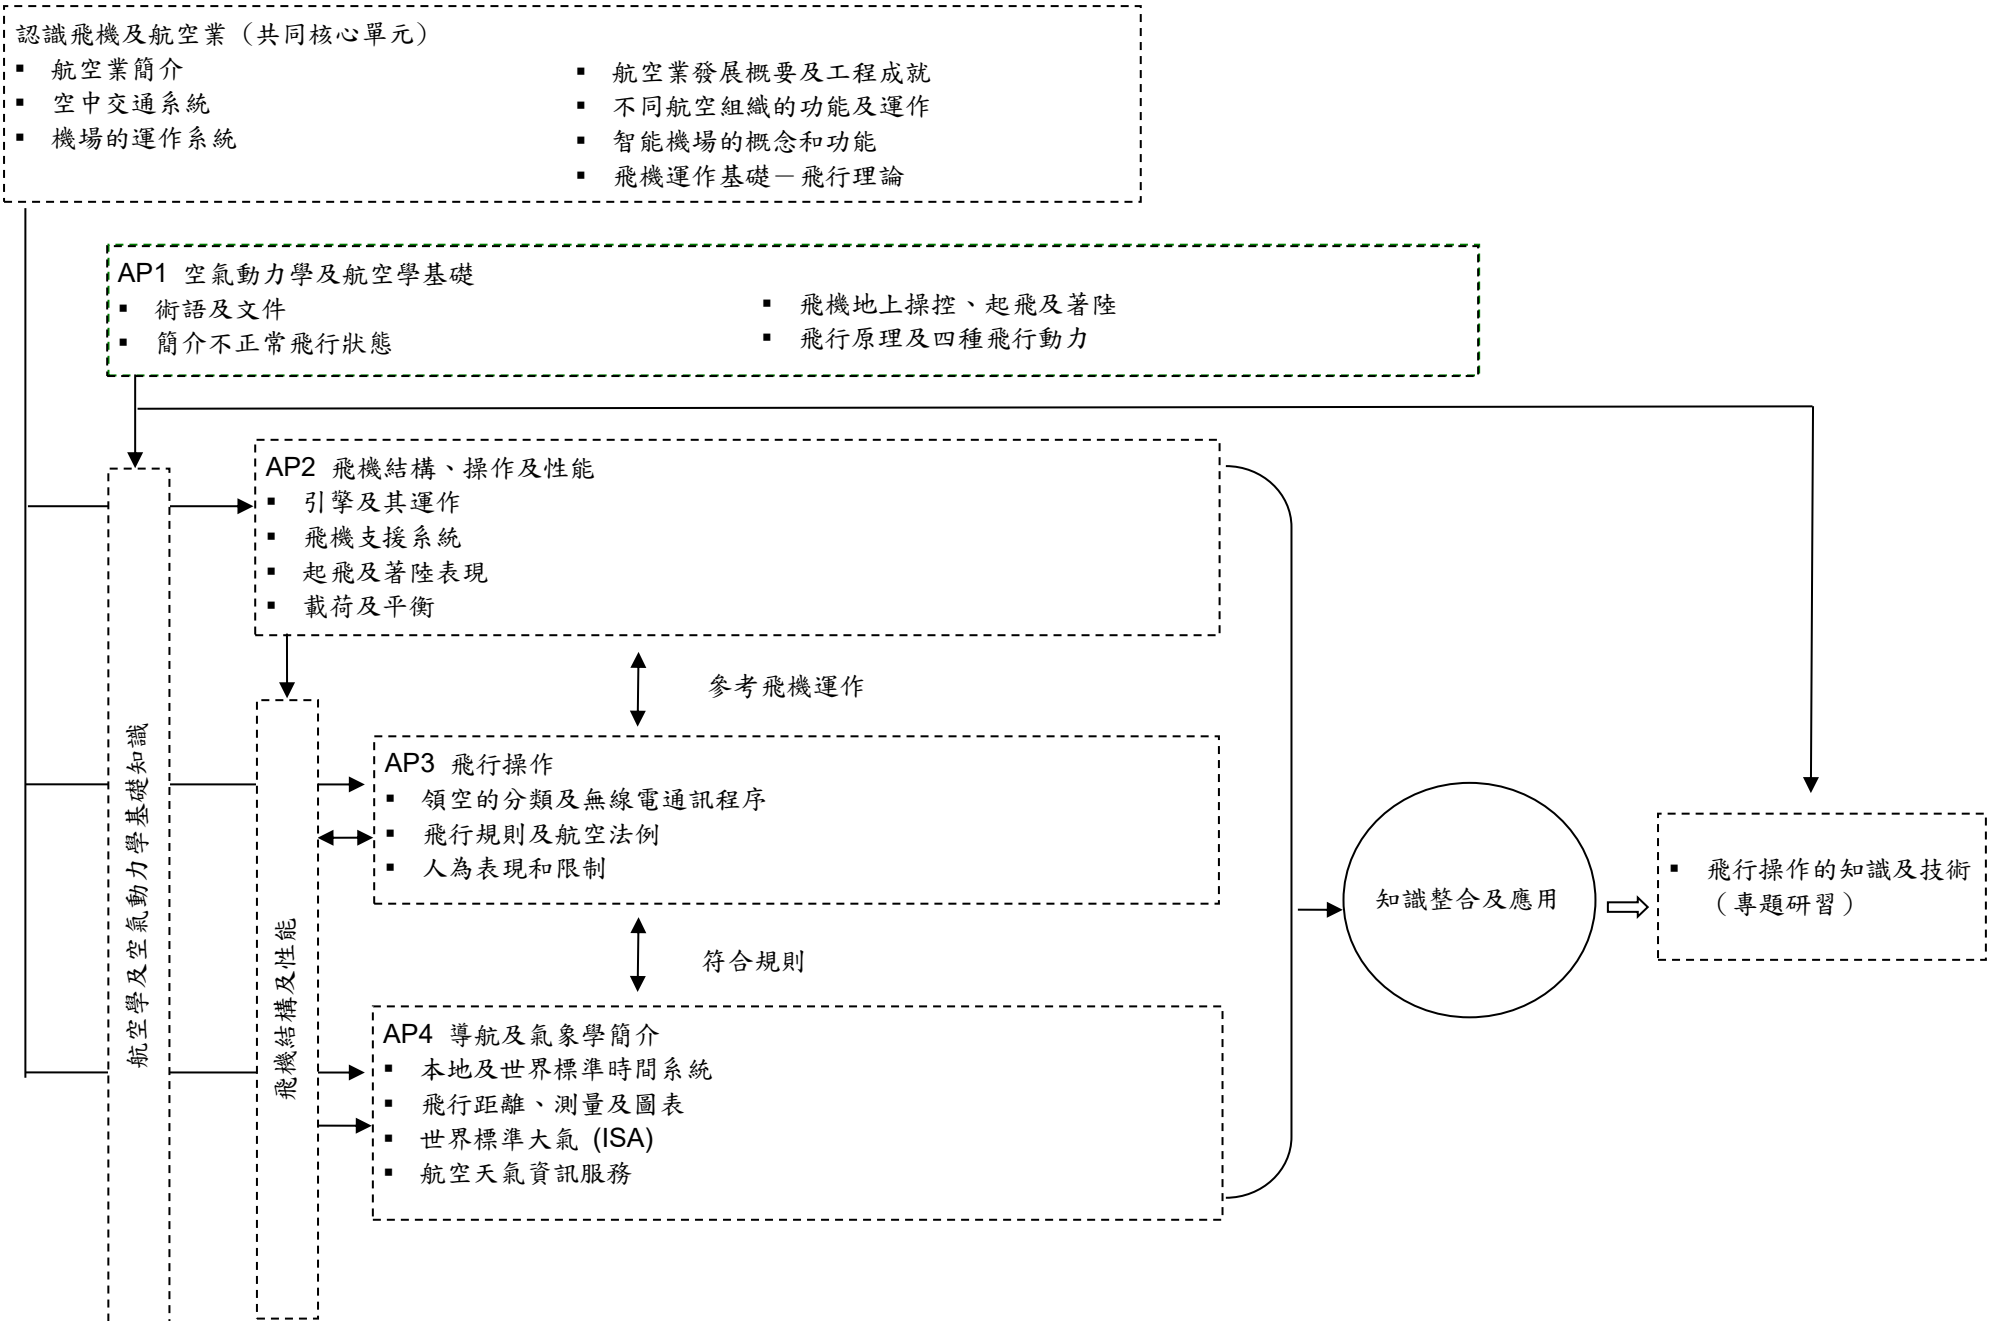 認識飛機及航空業（共同核心單元）
▪ 航空業簡介
▪ 空中交通系統
▪ 機場的運作系統
▪ 航空業發展概要及工程成就
▪ 不同航空組織的功能及運作
▪ 智能機場的概念和功能
▪ 飛機運作基礎－飛行理論
AP1 空氣動力學及航空學基礎
▪ 術語及文件
▪ 簡介不正常飛行狀態
▪ 飛機地上操控、起飛及著陸
▪ 飛行原理及四種飛行動力
AP2 飛機結構、操作及性能
▪ 引擎及其運作
▪ 飛機支援系統
▪ 起飛及著陸表現
▪ 載荷及平衡
參考飛機運作
AP3 飛行操作
▪ 領空的分類及無線電通訊程序
▪ 飛行規則及航空法例
▪ 人為表現和限制
符合規則
AP4 導航及氣象學簡介
▪ 本地及世界標準時間系統
▪ 飛行距離、測量及圖表
▪ 世界標準大氣 (ISA)
▪ 航空天氣資訊服務
航空學及空氣動力學基礎知識
飛機結構及性能
知識整合及應用
▪ 飛行操作的知識及技術
（專題研習）